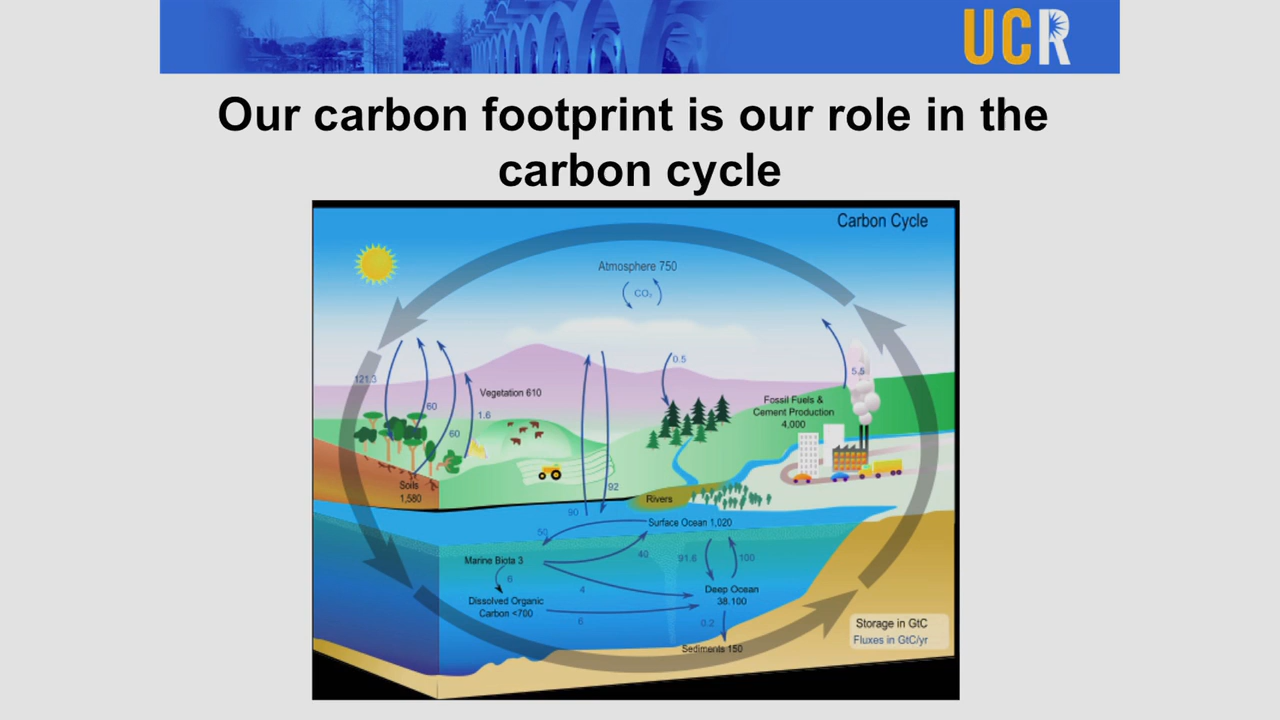 UCR
Our carbon footprint is our role in the
carbon cycle
Carbon Cycle
Atmosphere 750
CO₂
121.3
60
60
1.6
Vegetation 610
0.5
5.5
Fossil Fuels &
Cement Production
4,000
Soils
1,580
92
90
Rivers
Surface Ocean 1,020
50
40
91.6
100
Marine Biota 3
6
4
Deep Ocean
38.100
Dissolved Organic
Carbon <700
6
0.2
Sediments 150
Storage in GtC
Fluxes in GtC/yr